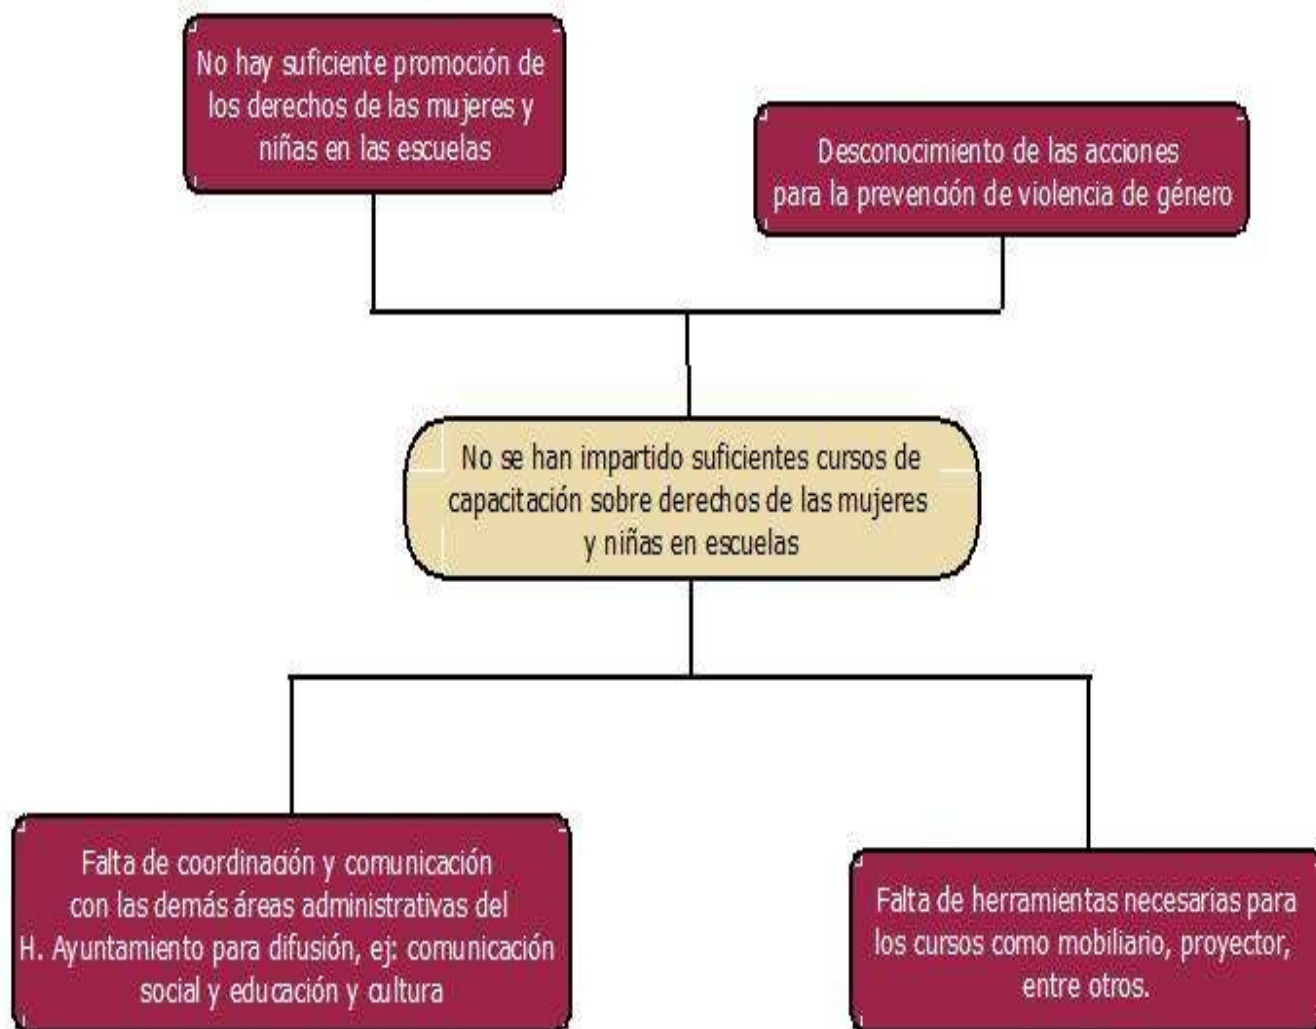 No hay suficiente promoción de
los derechos de las mujeres y
niñas en las escuelas
Desconocimiento de las acciones
para la prevención de violencia de género
No se han impartido suficientes cursos de
capacitación sobre derechos de las mujeres
y niñas en escuelas
Falta de coordinación y comunicación
con las demás áreas administrativas del
H. Ayuntamiento para difusión, ej: comunicación
social y educación y cultura
Falta de herramientas necesarias para
los cursos como mobiliario, proyector,
entre otros.